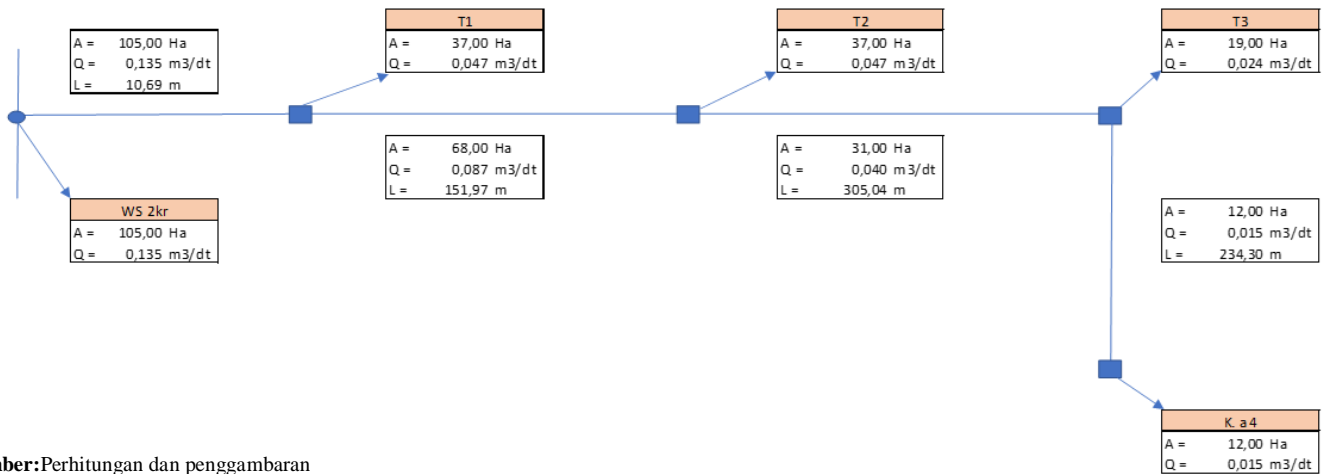 T1
T2
T3
A = 105,00 Ha
Q = 0,135 m3/dt
L = 10,69 m
A = 37,00 Ha
Q = 0,047 m3/dt
A = 37,00 Ha
Q = 0,047 m3/dt
A = 19,00 Ha
Q = 0,024 m3/dt
A = 68,00 Ha
Q = 0,087 m3/dt
L = 151,97 m
A = 31,00 Ha
Q = 0,040 m3/dt
L = 305,04 m
WS 2kr
A = 105,00 Ha
Q = 0,135 m3/dt
A = 12,00 Ha
Q = 0,015 m3/dt
L = 234,30 m
K. a4
A = 12,00 Ha
Q = 0,015 m3/dt
ber:Perhitungan dan penggambaran